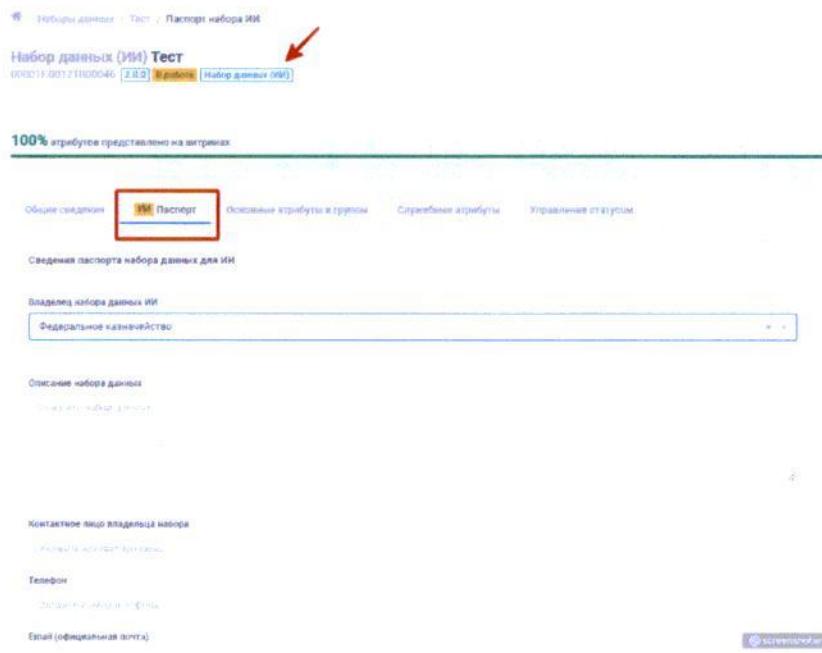 Наборы данных / Тест / Паспорт набора ИИ
Набор данных (ИИ) Тест
2.0.0 В работе Набор данных (ИИ)
100% атрибутов представлено на витринах
Общие сведения ИИ Паспорт Основные атрибуты и группы Служебные атрибуты Управление статусом
Сведения паспорта набора данных для ИИ
Владелец набора данных ИИ
Федеральное казначейство
Описание набора данных
Контактное лицо владельца набора
Телефон
Email (официальная почта)